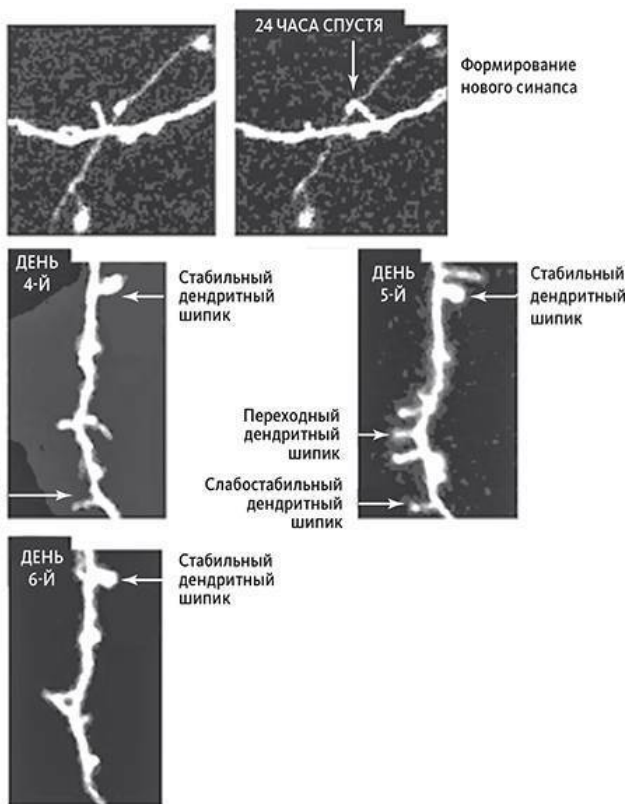 24 ЧАСА СПУСТЯ
Формирование
нового синапса
ДЕНЬ
4-Й
Стабильный
дендритный
шипик
ДЕНЬ
5-Й
Стабильный
дендритный
шипик
Переходный
дендритный
шипик
Слабостабильный
дендритный
шипик
ДЕНЬ
6-Й
Стабильный
дендритный
шипик